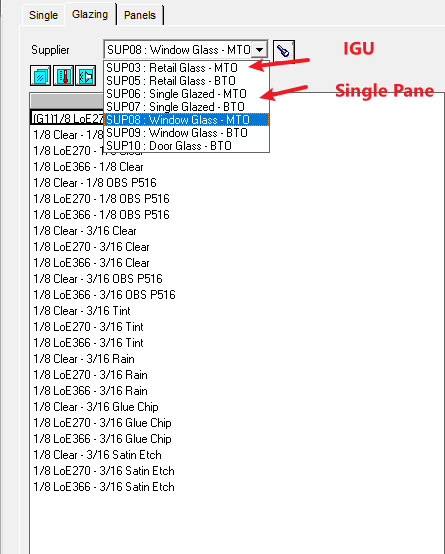 Single Glazing Panels
Supplier SUP08 : Window Glass - MTO
IGU
SUP03 : Retail Glass - MTO
SUP05 : Retail Glass - BTO
SUP06 : Single Glazed - MTO
Single Pane
SUP07 : Single Glazed - BTO
SUP08 : Window Glass - MTO
SUP09 : Window Glass - BTO
SUP10 : Door Glass - BTO
(G1)1/8 LoE27
1/8 Clear - 1/8
1/8 LoE270 - 1
1/8 LoE366 - 1/8 Clear
1/8 Clear - 1/8 OBS P516
1/8 LoE270 - 1/8 OBS P516
1/8 LoE366 - 1/8 OBS P516
1/8 Clear - 3/16 Clear
1/8 LoE270 - 3/16 Clear
1/8 LoE366 - 3/16 Clear
1/8 Clear - 3/16 OBS P516
1/8 LoE270 - 3/16 OBS P516
1/8 LoE366 - 3/16 OBS P516
1/8 Clear - 3/16 Tint
1/8 LoE270 - 3/16 Tint
1/8 LoE366 - 3/16 Tint
1/8 Clear - 3/16 Rain
1/8 LoE270 - 3/16 Rain
1/8 LoE366 - 3/16 Rain
1/8 Clear - 3/16 Glue Chip
1/8 LoE270 - 3/16 Glue Chip
1/8 LoE366 - 3/16 Glue Chip
1/8 Clear - 3/16 Satin Etch
1/8 LoE270 - 3/16 Satin Etch
1/8 LoE366 - 3/16 Satin Etch